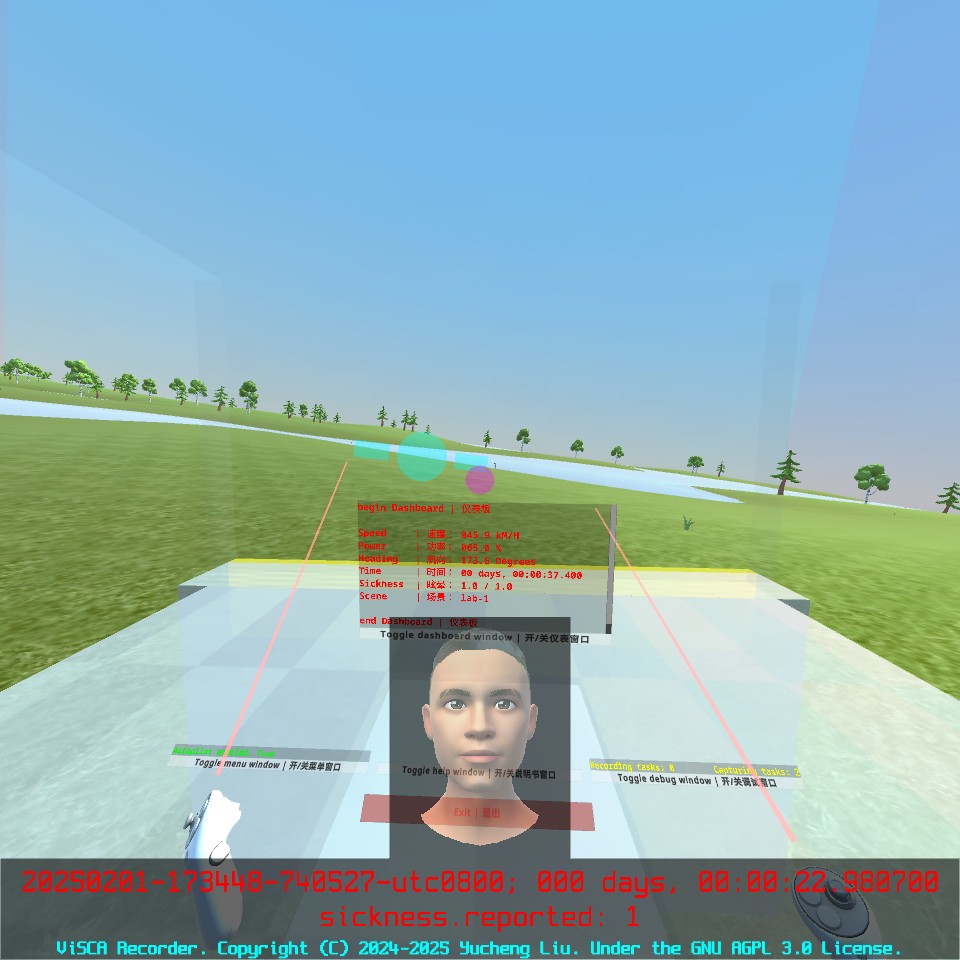 begin Dashboard | 仪表板
Speed | 速度： 045.9 kM/H
Power | 功率： 065.0 %
Heading | 航向： 173.6 Degrees
Time | 时间： 00 days, 00:00:37.400
Sickness | 眩晕： 1.0 / 1.0
Scene | 场景： lab-1
end Dashboard | 仪表板
Toggle dashboard window | 开/关仪表窗口
Toggle menu window | 开/关菜单窗口
Toggle help window | 开/关说明书窗口
Recording tasks: 0 Capturing tasks: 2
Toggle debug window | 开/关调试窗口
Exit | 退出
20250201-173448-740527-utc0800; 000 days, 00:00:22.980700
sickness.reported: 1
ViSCA Recorder. Copyright (C) 2024-2025 Yucheng Liu. Under the GNU AGPL 3.0 License.